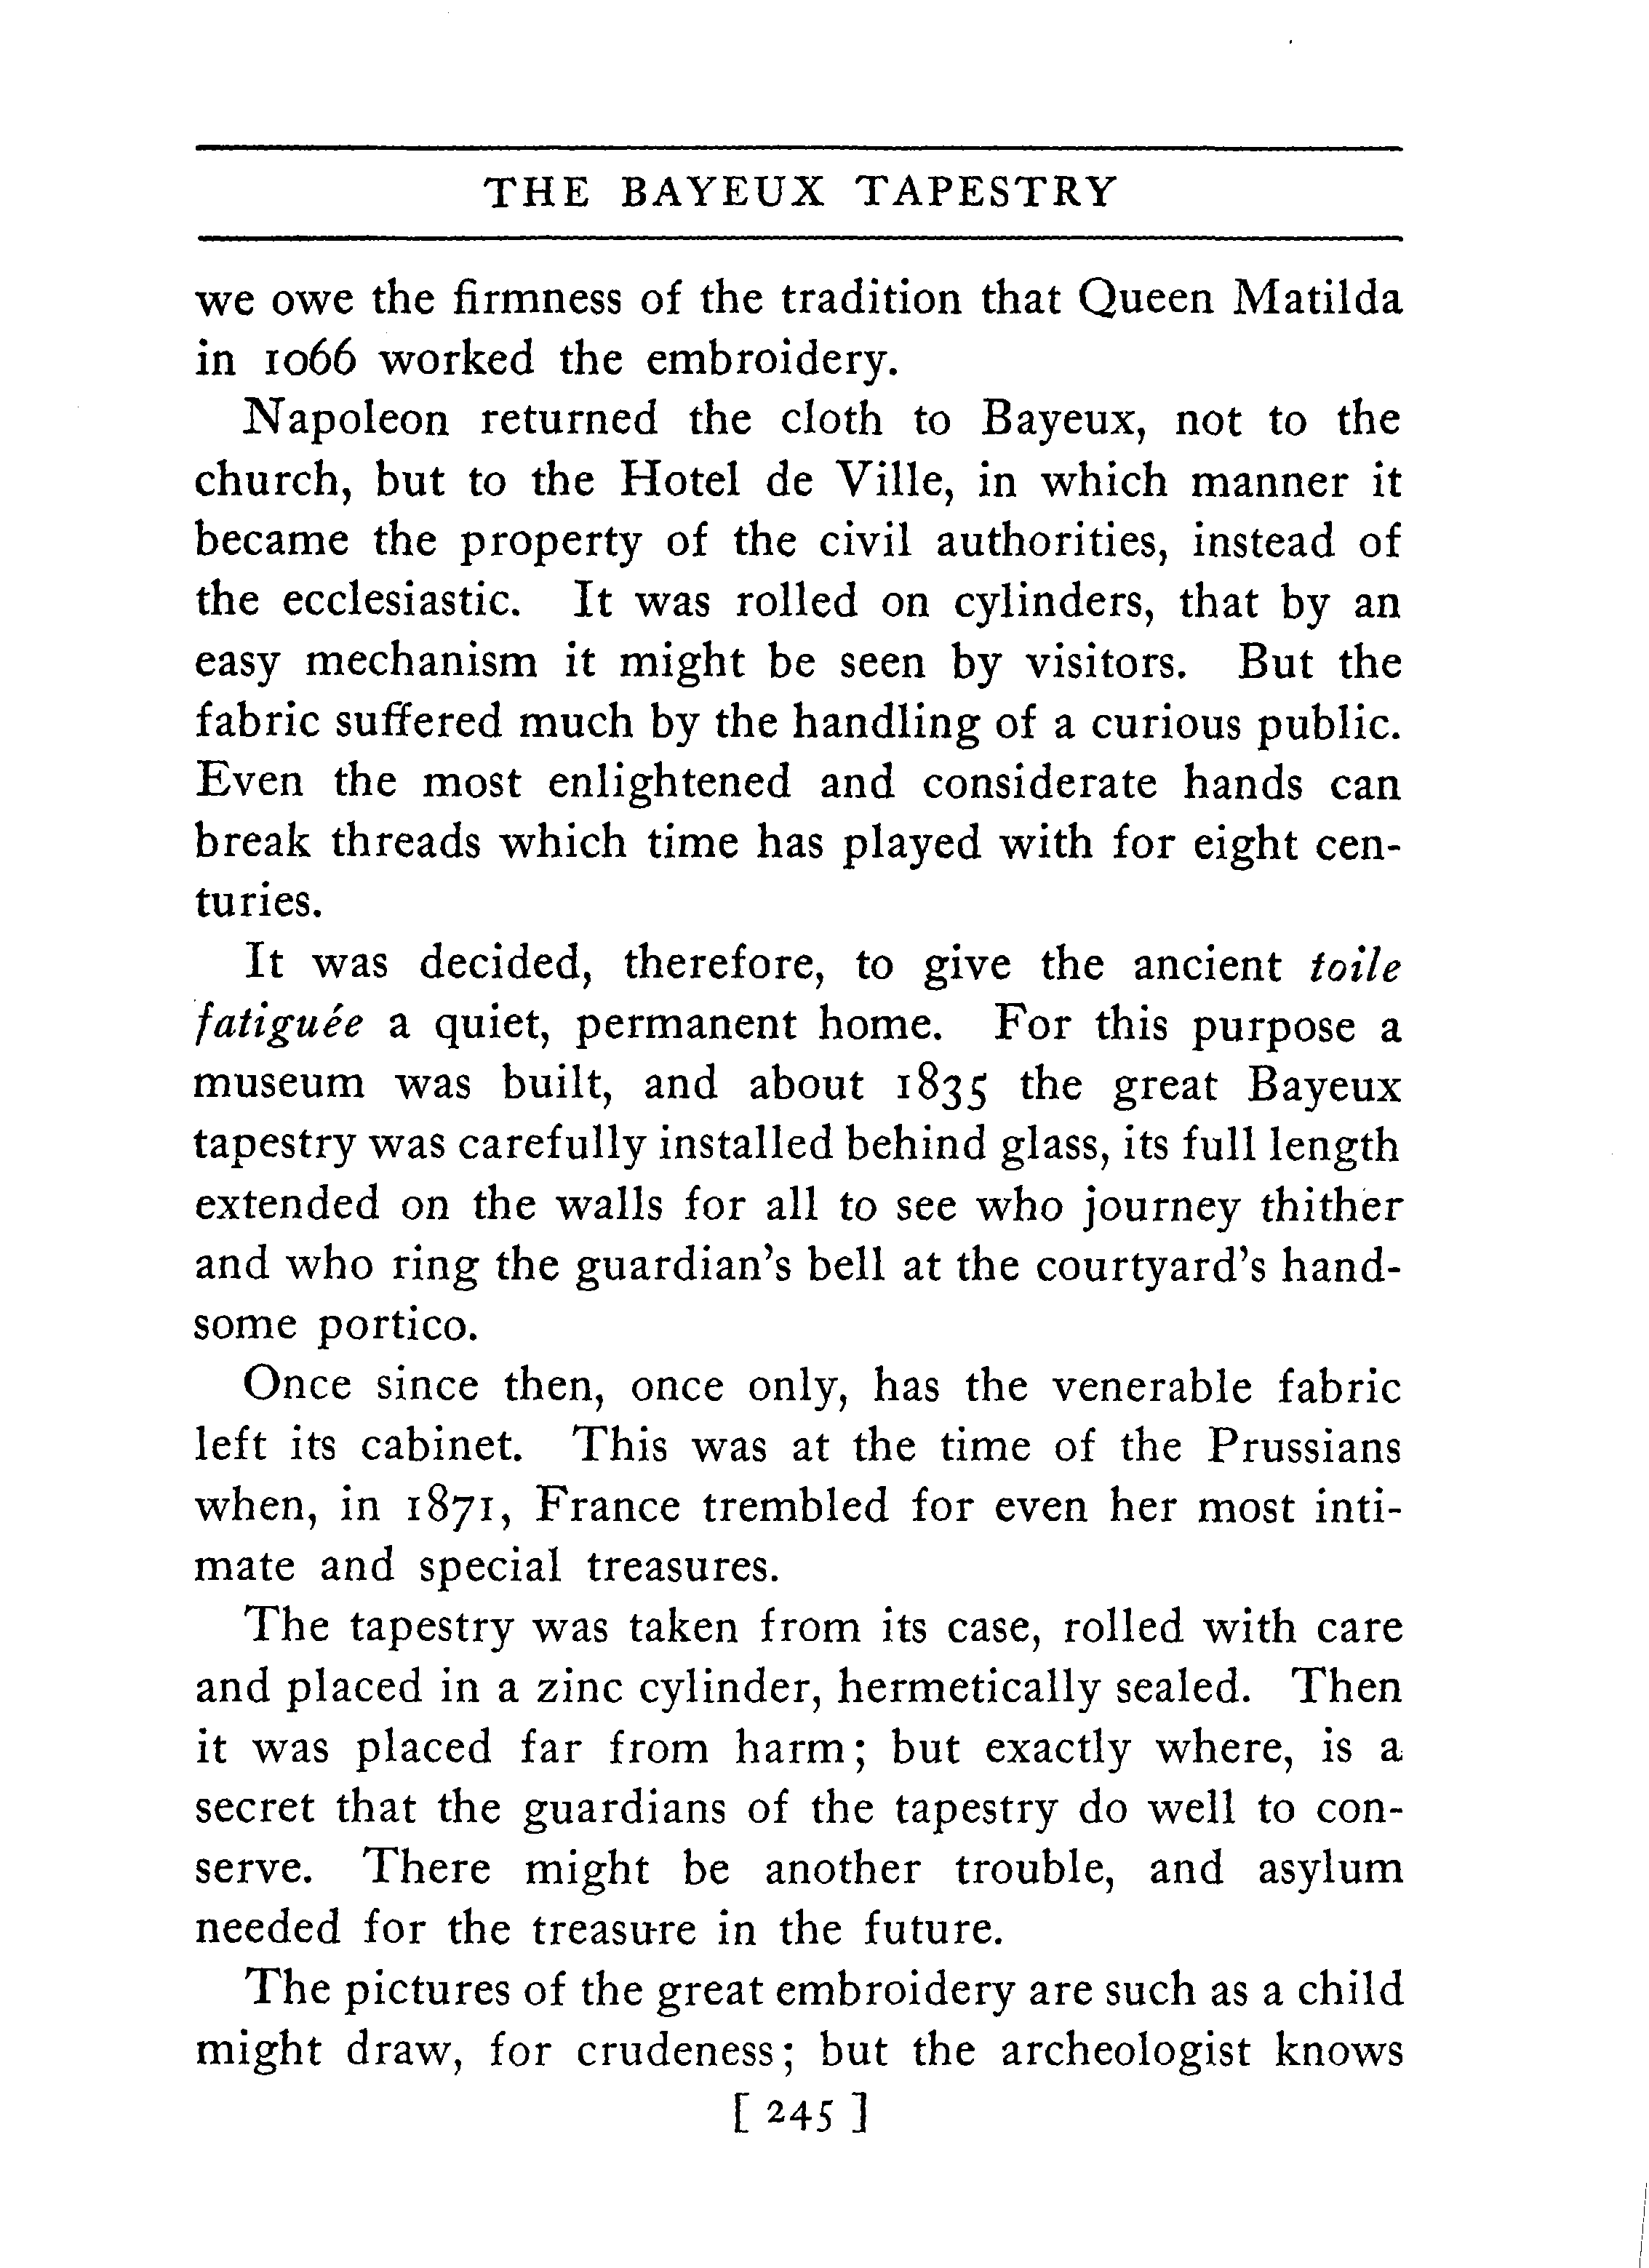 THE BAYEUX TAPESTRY
we owe the firmness of the tradition that Queen Matilda
in 1066 worked the embroidery.
Napoleon returned the cloth to Bayeux, not to the
church, but to the Hotel de Ville, in which manner it
became the property of the civil authorities, instead of
the ecclesiastic. It was rolled on cylinders, that by an
easy mechanism it might be seen by visitors. But the
fabric suffered much by the handling of a curious public.
Even the most enlightened and considerate hands can
break threads which time has played with for eight cen-
turies.
It was decided, therefore, to give the ancient toile
fatiguée a quiet, permanent home. For this purpose a
museum was built, and about 1835 the great Bayeux
tapestry was carefully installed behind glass, its full length
extended on the walls for all to see who journey thither
and who ring the guardian's bell at the courtyard's hand-
some portico.
Once since then, once only, has the venerable fabric
left its cabinet. This was at the time of the Prussians
when, in 1871, France trembled for even her most inti-
mate and special treasures.
The tapestry was taken from its case, rolled with care
and placed in a zinc cylinder, hermetically sealed. Then
it was placed far from harm; but exactly where, is a
secret that the guardians of the tapestry do well to con-
serve. There might be another trouble, and asylum
needed for the treasure in the future.
The pictures of the great embroidery are such as a child
might draw, for crudeness; but the archeologist knows
[ 245 ]